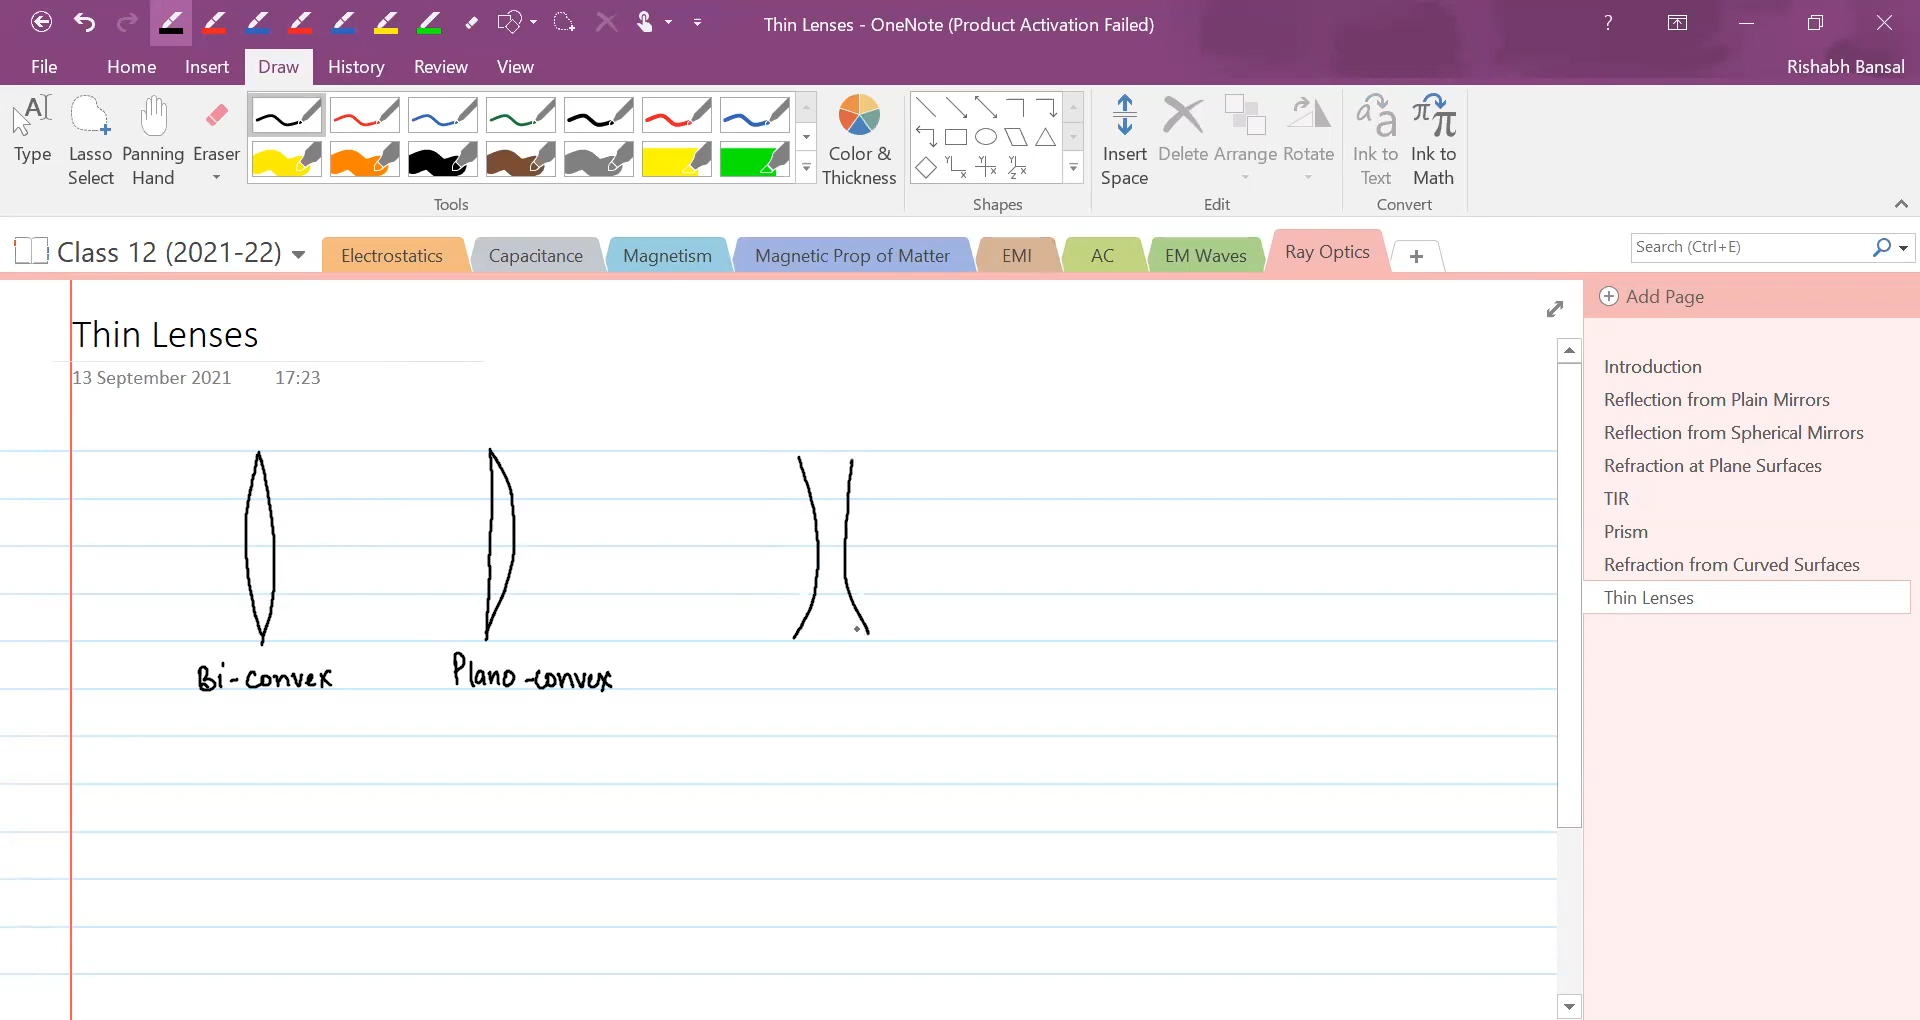 Thin Lenses - OneNote (Product Activation Failed)
?
File Home Insert Draw History Review View
Rishabh Bansal
Type
Lasso Select
Panning Hand
Eraser
Color & Thickness
Insert Space
Delete
Arrange
Rotate
Ink to Text
Ink to Math
Tools
Shapes
Edit
Convert
Class 12 (2021-22)
Electrostatics Capacitance Magnetism Magnetic Prop of Matter EMI AC EM Waves Ray Optics
Search (Ctrl+E)
Add Page
Thin Lenses
13 September 2021 17:23
Bi-convex
Plano-convex
Introduction
Reflection from Plain Mirrors
Reflection from Spherical Mirrors
Refraction at Plane Surfaces
TIR
Prism
Refraction from Curved Surfaces
Thin Lenses